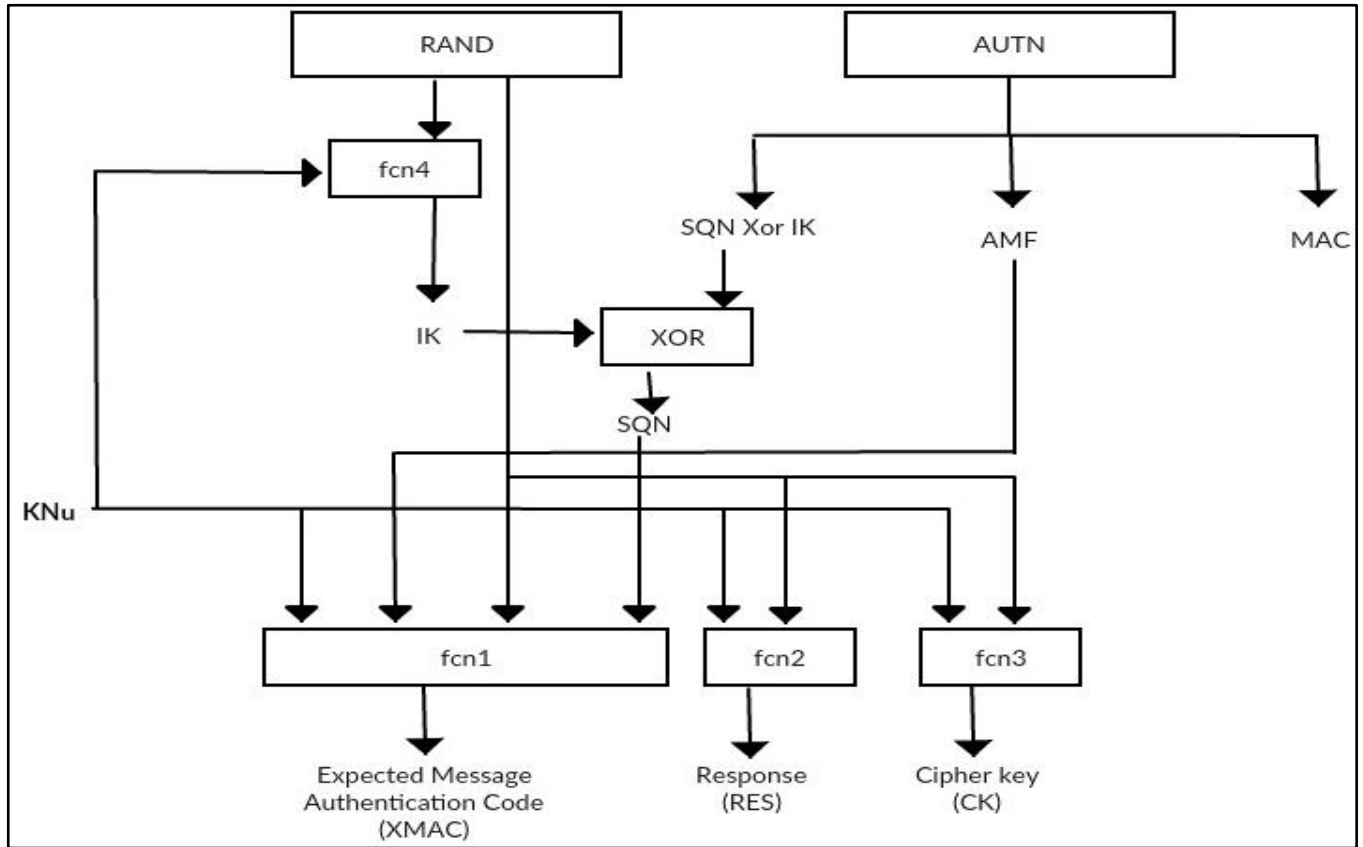 RAND
AUTN
fcn4
SQN Xor IK
AMF
MAC
IK
XOR
SQN
KNu
fcn1
fcn2
fcn3
Expected Message
Authentication Code
(XMAC)
Response
(RES)
Cipher key
(CK)